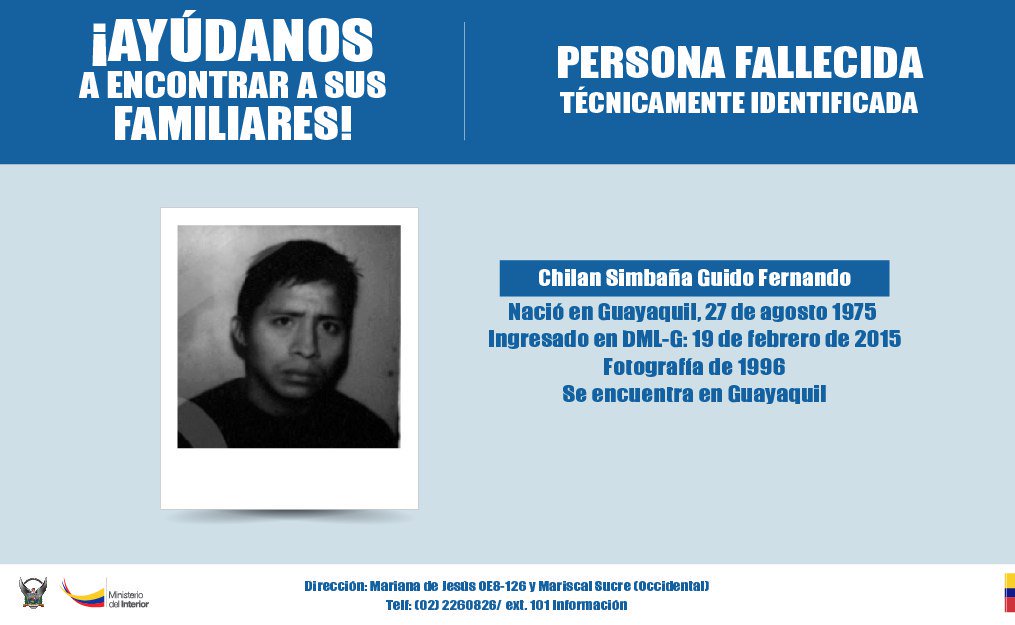 ¡AYÚDANOS
A ENCONTRAR A SUS
FAMILIARES!
PERSONA FALLECIDA
TÉCNICAMENTE IDENTIFICADA
Chilan Simbaña Guido Fernando
Nació en Guayaquil, 27 de agosto 1975
Ingresado en DML-G: 19 de febrero de 2015
Fotografía de 1996
Se encuentra en Guayaquil
Ministerio
del Interior
Dirección: Mariana de Jesús OE8-126 y Mariscal Sucre (Occidental)
Telf: (02) 2260826/ ext. 101 Información